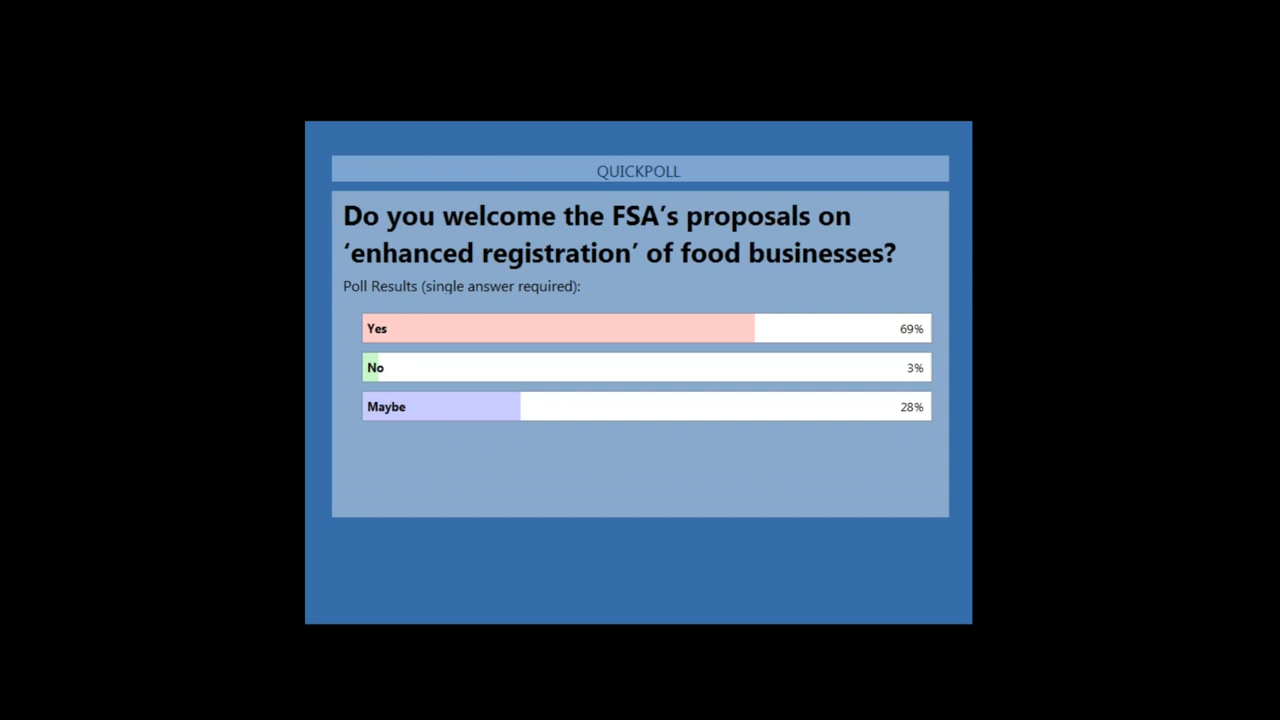 QUICKPOLL
Do you welcome the FSA’s proposals on
‘enhanced registration’ of food businesses?
Poll Results (single answer required):
Yes 69%
No 3%
Maybe 28%